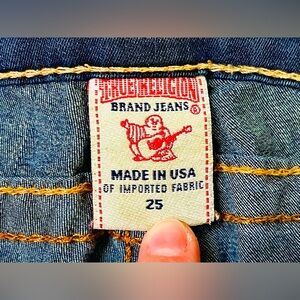 TRUE RELIGION
BRAND JEANS®
MADE IN USA
OF IMPORTED FABRIC
25